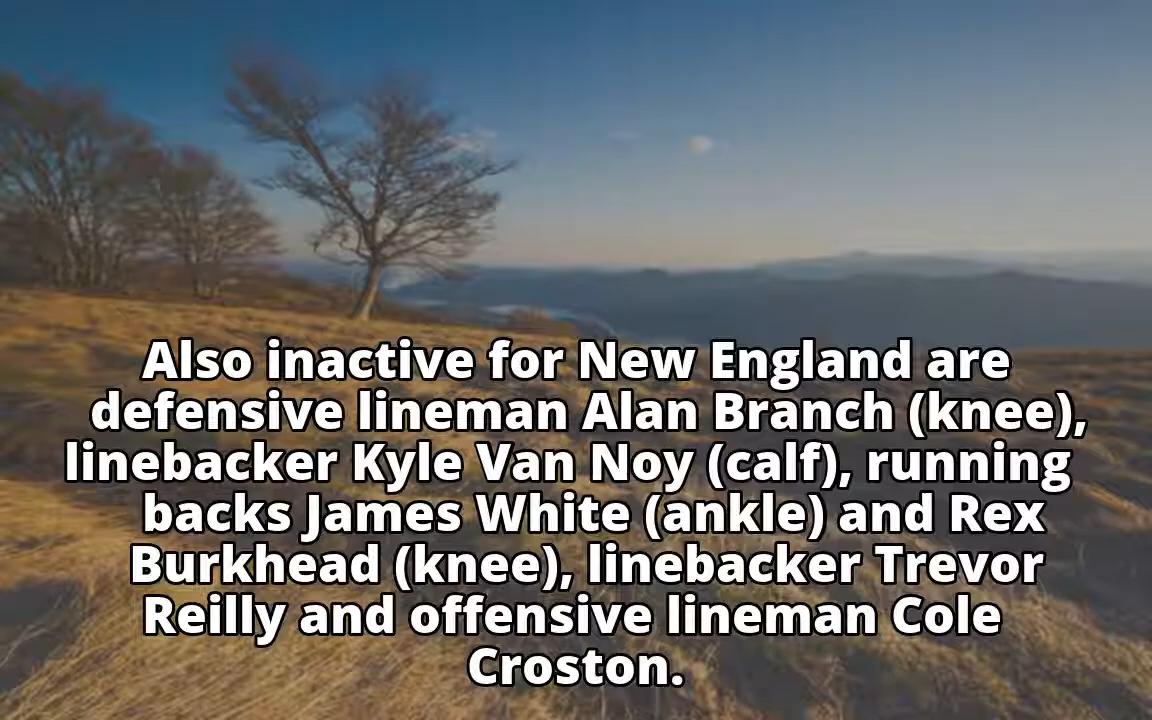 Also inactive for New England are
defensive lineman Alan Branch (knee),
linebacker Kyle Van Noy (calf), running
backs James White (ankle) and Rex
Burkhead (knee), linebacker Trevor
Reilly and offensive lineman Cole
Croston.